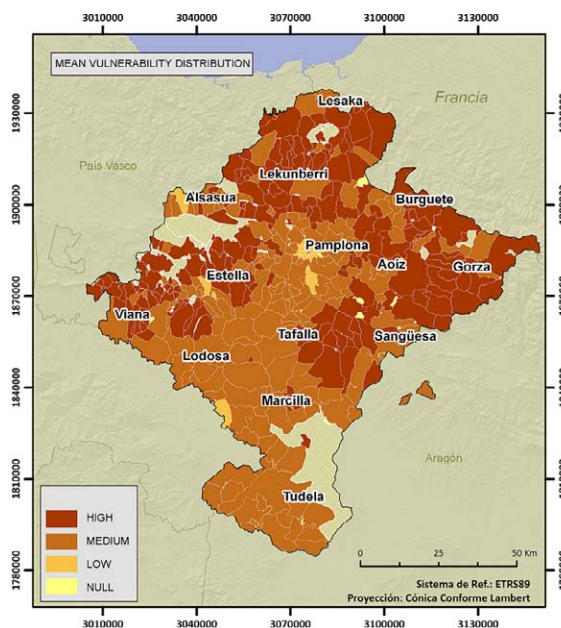 3010000 3040000 3070000 3100000 3130000
MEAN VULNERABILITY DISTRIBUTION
Lesaka
Francia
1930000
País Vasco
Lekunberri
Alsasua
Burguete
1900000
Pamplona
Estella
Aoiz
Gorza
1870000
Viana
Tafalla
Sangüesa
Lodosa
1840000
Marcilla
Aragón
1810000
Tudela
HIGH
MEDIUM
LOW
NULL
0 25 50 Km
1780000
Sistema de Ref.: ETRS89
Proyección: Cónica Conforme Lambert
3010000 3040000 3070000 3100000 3130000